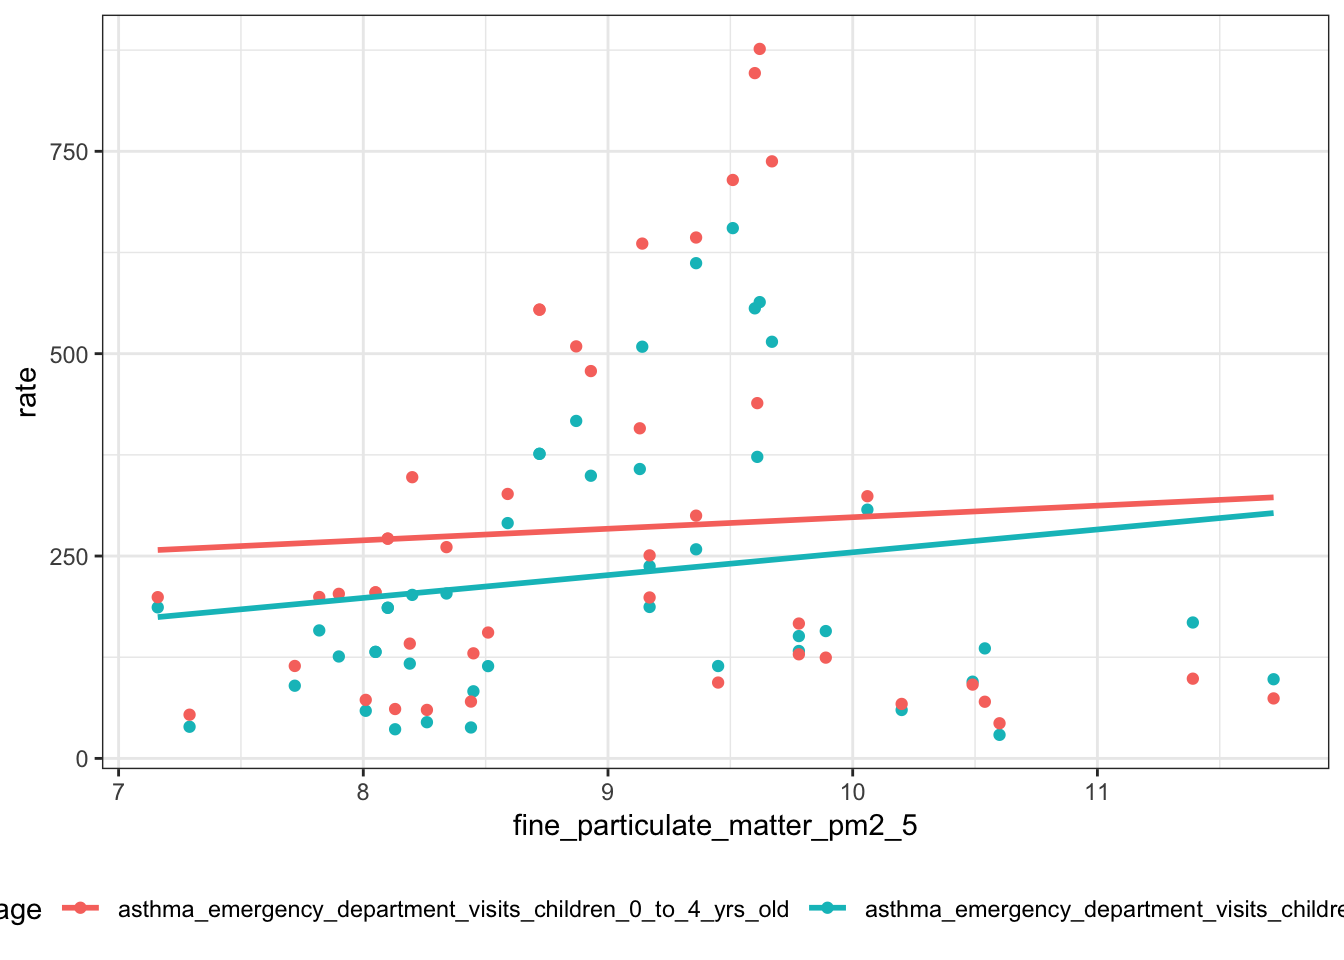 750
500
250
0
rate
7 8 9 10 11
fine_particulate_matter_pm2_5
age asthma_emergency_department_visits_children_0_to_4_yrs_old asthma_emergency_department_visits_childre